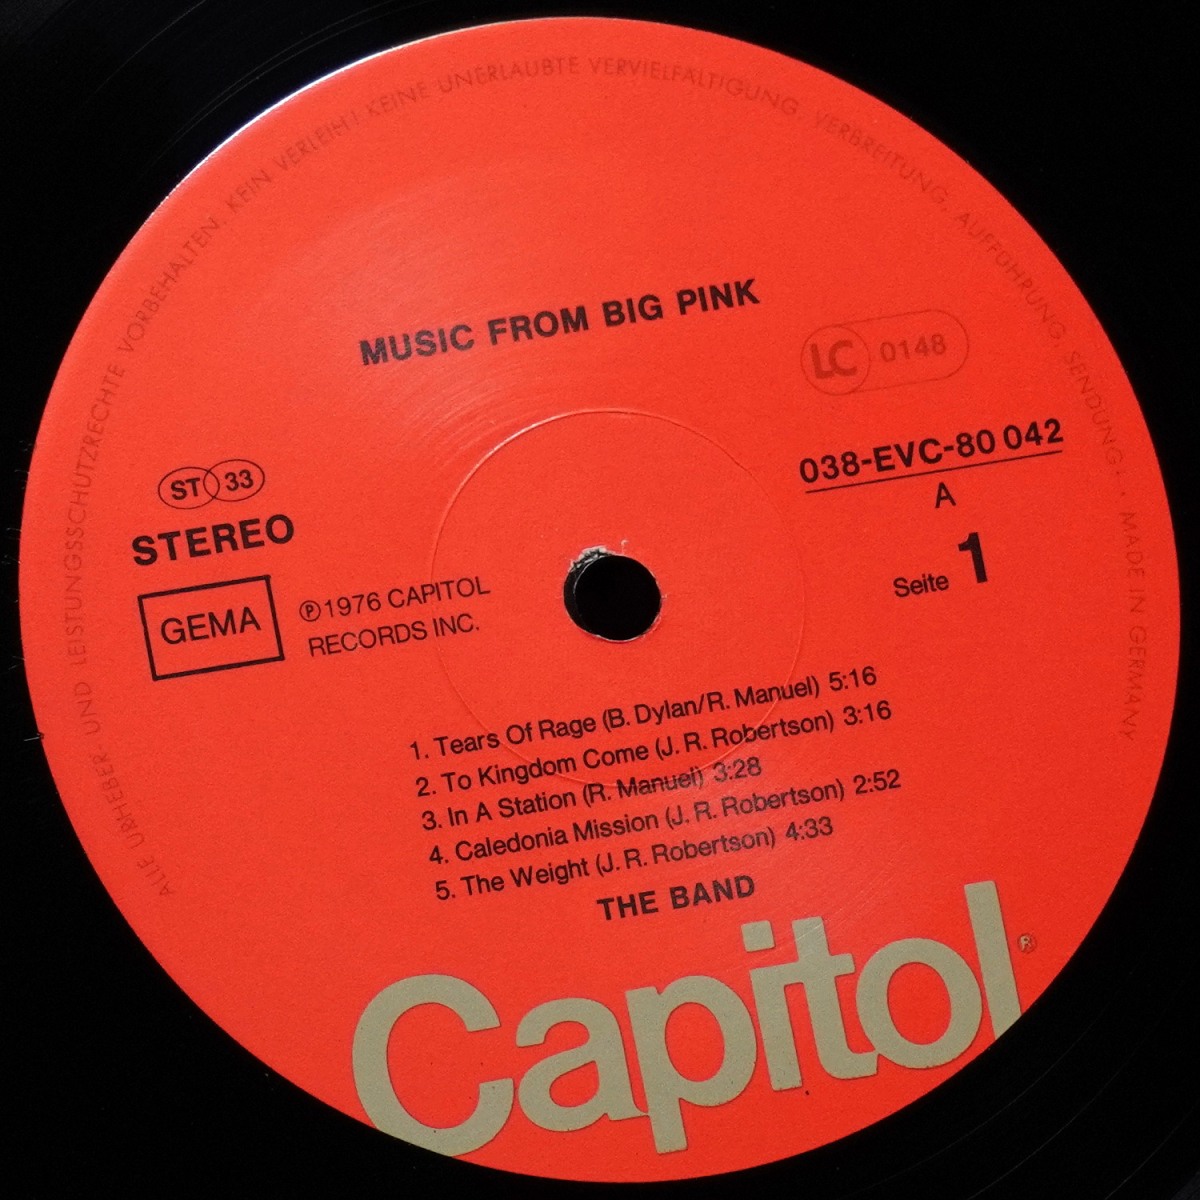 ALLE URHEBER UND LEISTUNGSSCHUTZRECHTE VORBEHALTEN. KEIN VERLEIH! KEINE UNERLAUBTE VERVIELFÄLTIGUNG, VERBREITUNG, AUFFÜHRUNG, SENDUNG! · MADE IN GERMANY
MUSIC FROM BIG PINK
LC 0148
038-EVC-80 042
A
Seite 1
ST 33
STEREO
GEMA
Ⓟ1976 CAPITOL
RECORDS INC.
1. Tears Of Rage (B. Dylan/R. Manuel) 5:16
2. To Kingdom Come (J. R. Robertson) 3:16
3. In A Station (R. Manuel) 3:28
4. Caledonia Mission (J. R. Robertson) 2:52
5. The Weight (J. R. Robertson) 4:33
THE BAND
Capitol®